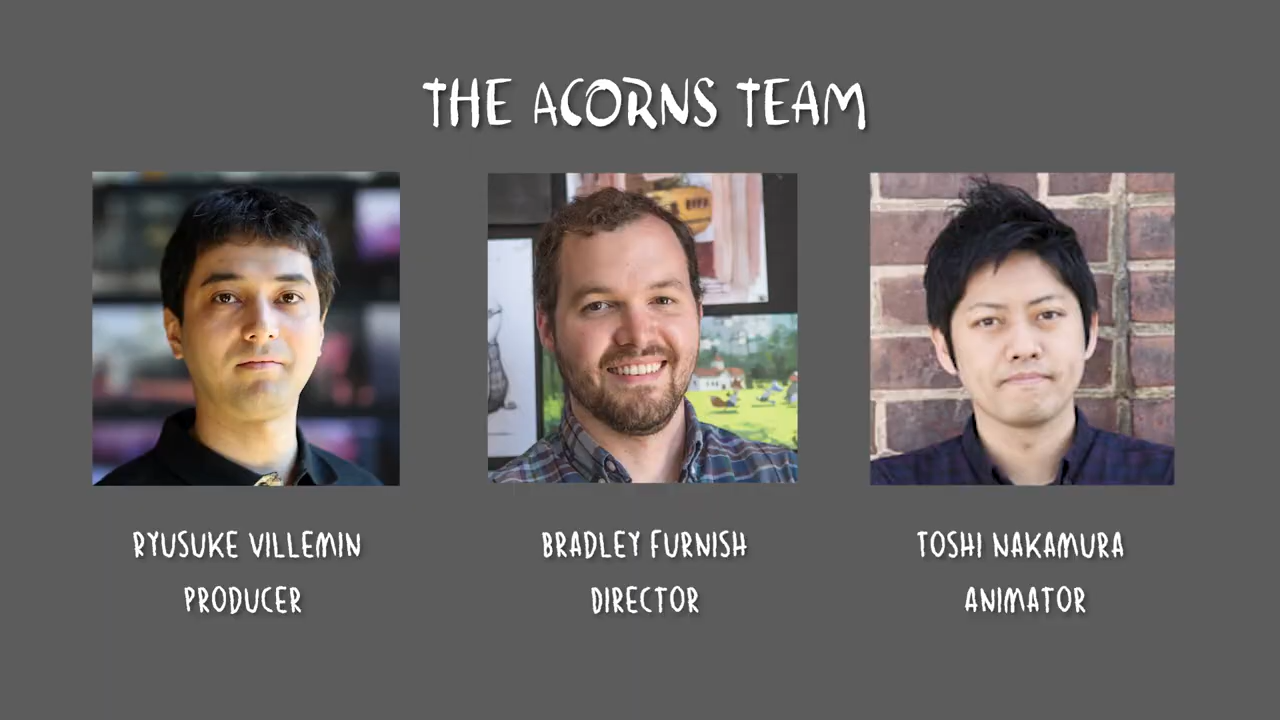 THE ACORNS TEAM
RYUSUKE VILLEMIN
PRODUCER
BRADLEY FURNISH
DIRECTOR
TOSHI NAKAMURA
ANIMATOR